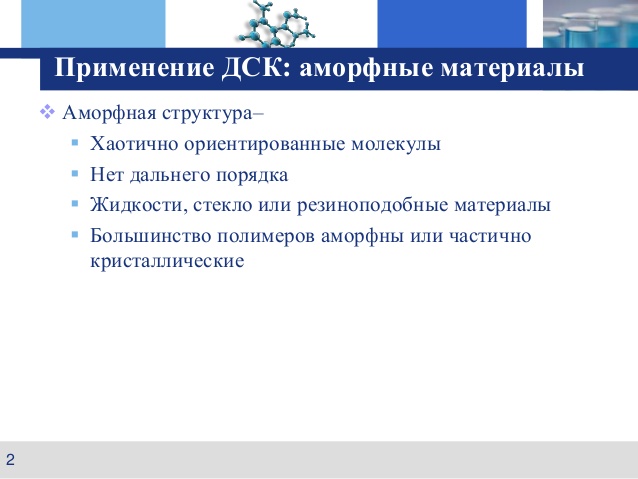 Применение ДСК: аморфные материалы
Аморфная структура–
Хаотично ориентированные молекулы
Нет дальнего порядка
Жидкости, стекло или резиноподобные материалы
Большинство полимеров аморфны или частично
кристаллические
2